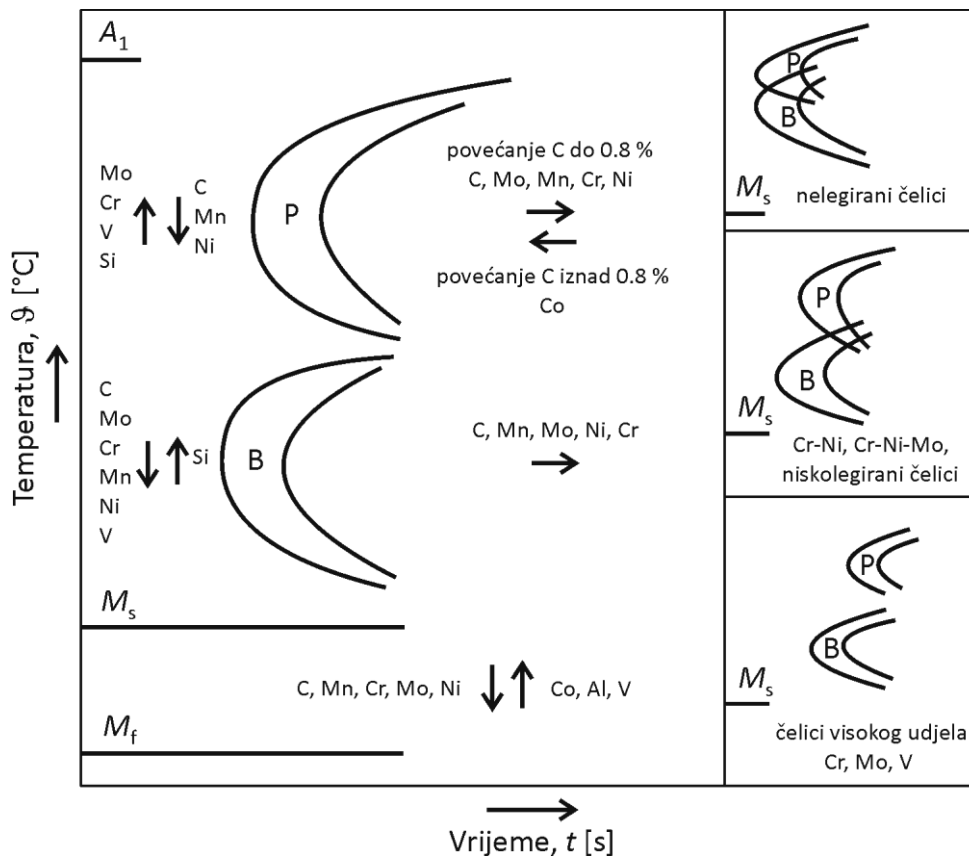 A₁
Mo
Cr
V
Si
C
Mn
Ni
P
povećanje C do 0.8 %
C, Mo, Mn, Cr, Ni
povećanje C iznad 0.8 %
Co
C
Mo
Cr
Mn
Ni
V
Si
B
C, Mn, Mo, Ni, Cr
Mₛ
C, Mn, Cr, Mo, Ni
Co, Al, V
M_f
Temperatura, ϑ [°C]
Vrijeme, t [s]
P
B
Mₛ
nelegirani čelici
P
B
Mₛ
Cr-Ni, Cr-Ni-Mo,
niskolegirani čelici
P
B
Mₛ
čelici visokog udjela
Cr, Mo, V